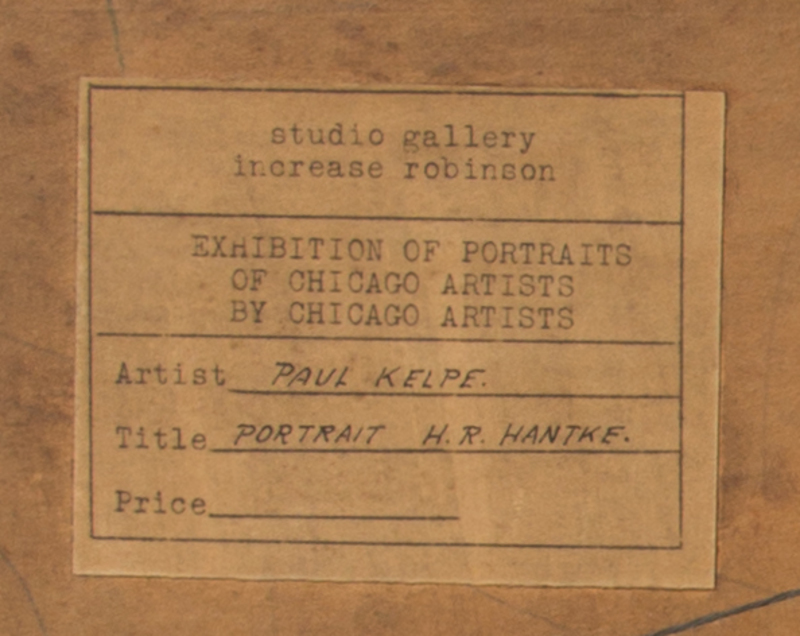 studio gallery
increase robinson
EXHIBITION OF PORTRAITS
OF CHICAGO ARTISTS
BY CHICAGO ARTISTS
Artist PAUL KELPE.
Title PORTRAIT H.R. HANTKE.
Price